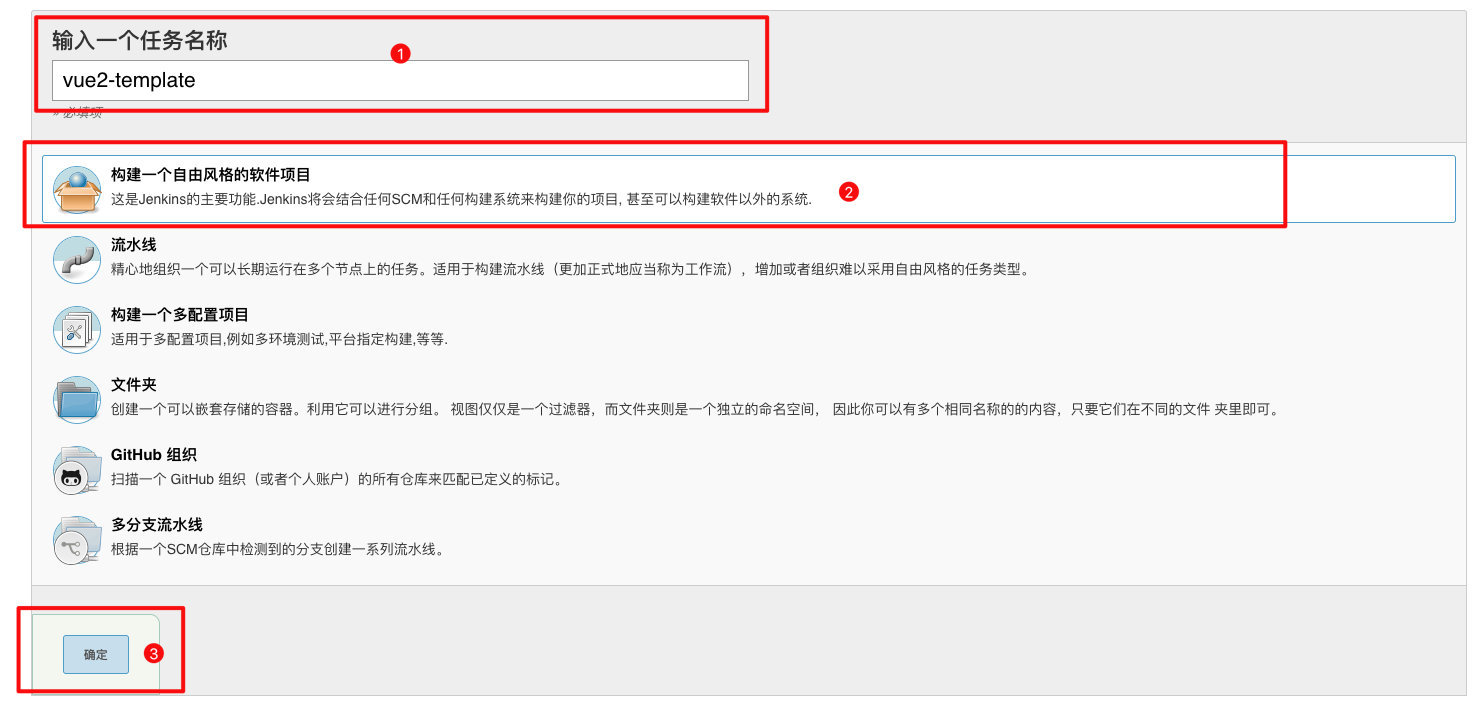 输入一个任务名称
1
vue2-template
» 必填项
构建一个自由风格的软件项目
这是Jenkins的主要功能.Jenkins将会结合任何SCM和任何构建系统来构建你的项目, 甚至可以构建软件以外的系统.
2
流水线
精心地组织一个可以长期运行在多个节点上的任务。适用于构建流水线（更加正式地应当称为工作流），增加或者组织难以采用自由风格的任务类型。
构建一个多配置项目
适用于多配置项目,例如多环境测试,平台指定构建,等等.
文件夹
创建一个可以嵌套存储的容器。利用它可以进行分组。 视图仅仅是一个过滤器，而文件夹则是一个独立的命名空间， 因此你可以有多个相同名称的的内容，只要它们在不同的文件 夹里即可。
GitHub 组织
扫描一个 GitHub 组织（或者个人账户）的所有仓库来匹配已定义的标记。
多分支流水线
根据一个SCM仓库中检测到的分支创建一系列流水线。
确定
3